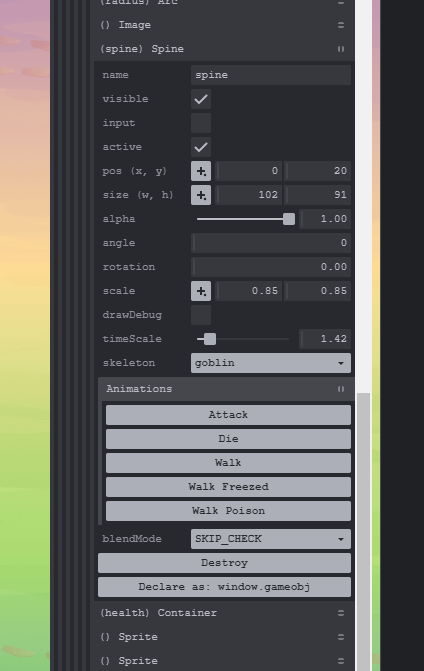 (radius) Arc
() Image
(spine) Spine
name spine
visible
input
active
pos (x, y) 0 20
size (w, h) 102 91
alpha 1.00
angle 0
rotation 0.00
scale 0.85 0.85
drawDebug
timeScale 1.42
skeleton goblin
Animations
Attack
Die
Walk
Walk Freezed
Walk Poison
blendMode SKIP_CHECK
Destroy
Declare as: window.gameobj
(health) Container
() Sprite
() Sprite